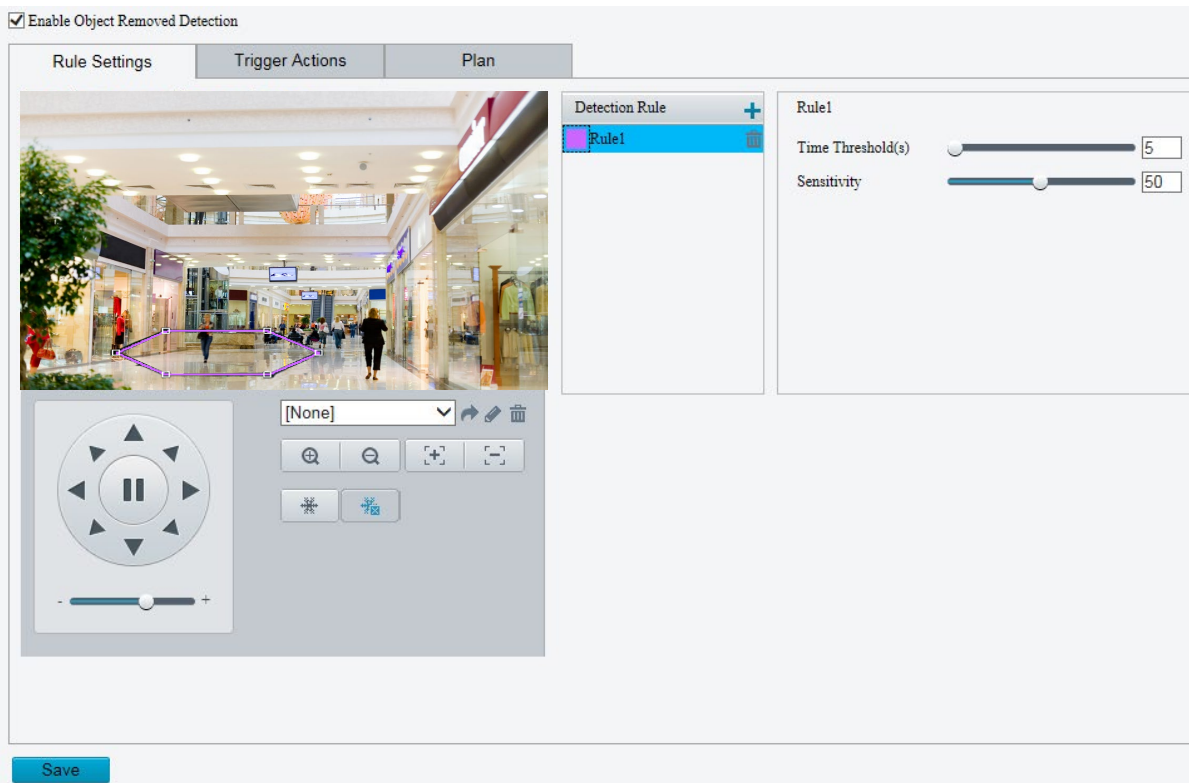 Enable Object Removed Detection
Rule Settings
Trigger Actions
Plan
Detection Rule
Rule1
Rule1
Time Threshold(s)
5
Sensitivity
50
[None]
- +
Save